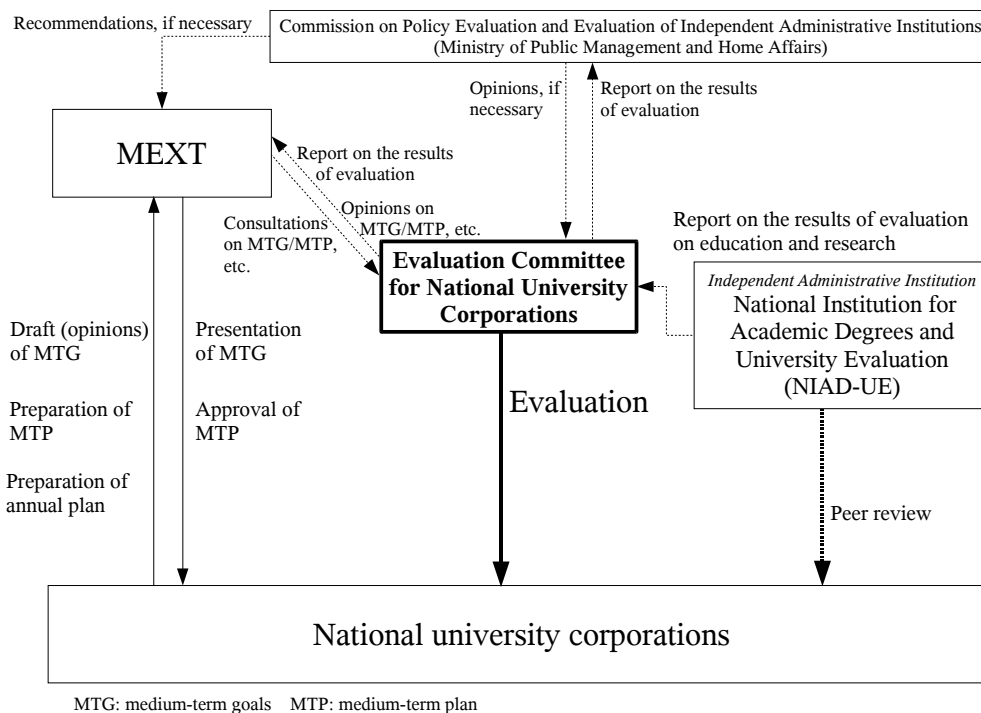 Recommendations, if necessary
Commission on Policy Evaluation and Evaluation of Independent Administrative Institutions
(Ministry of Public Management and Home Affairs)
Opinions, if
necessary
Report on the results
of evaluation
MEXT
Report on the results
of evaluation
Opinions on
MTG/MTP, etc.
Consultations
on MTG/MTP,
etc.
Evaluation Committee
for National University
Corporations
Report on the results of evaluation
on education and research
Independent Administrative Institution
National Institution for
Academic Degrees and
University Evaluation
(NIAD-UE)
Draft (opinions)
of MTG
Preparation of
MTP
Preparation of
annual plan
Presentation
of MTG
Approval of
MTP
Evaluation
Peer review
National university corporations
MTG: medium-term goals MTP: medium-term plan